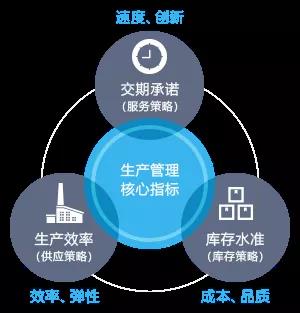 速度、创新
交期承诺
(服务策略)
生产管理
核心指标
生产效率
(供应策略)
库存水准
(库存策略)
效率、弹性
成本、品质